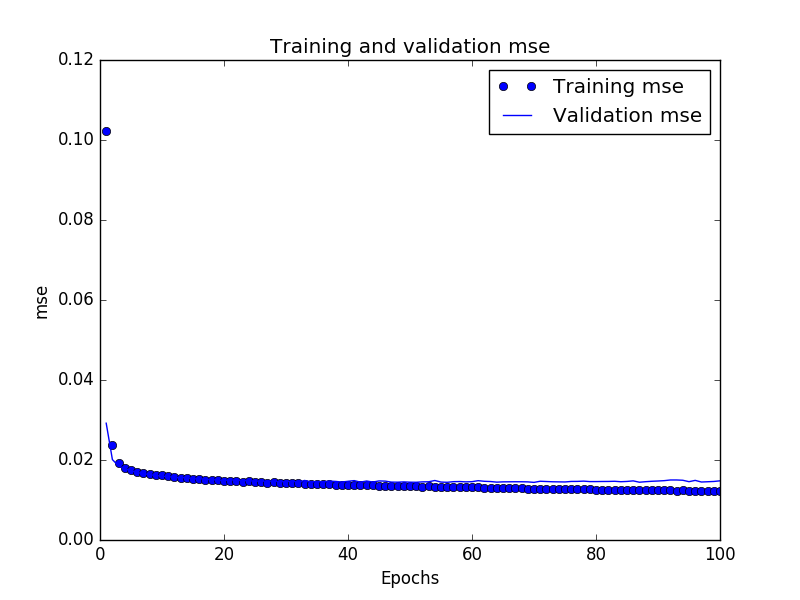 Training and validation mse
0.12
0.10
0.08
0.06
0.04
0.02
0.00
mse
Training mse
Validation mse
0
20
40
60
80
100
Epochs